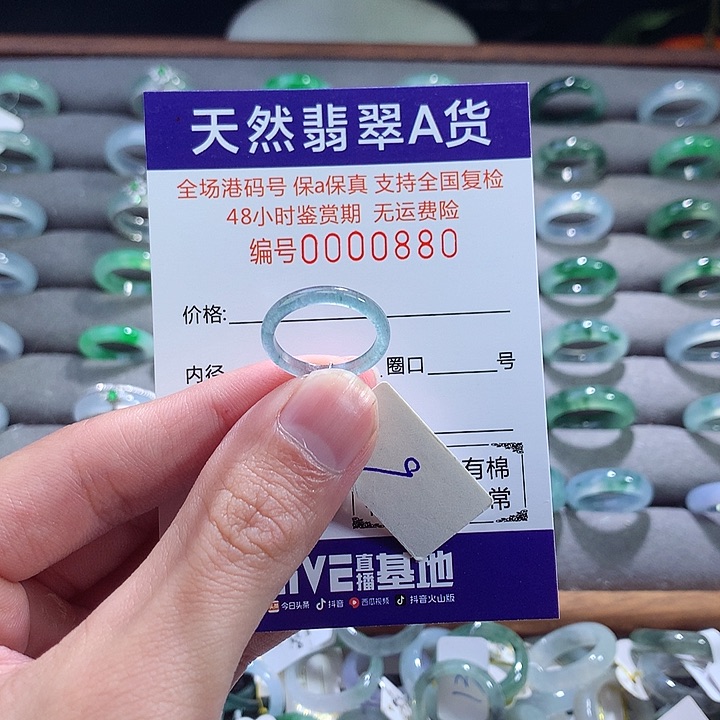 天然翡翠A货
全场港码号 保a保真 支持全国复检
48小时鉴赏期 无运费险
编号0000880
价格:
内径 圈口 号
有棉
常
直播基地
今日头条 抖音 西瓜视频 抖音火山版